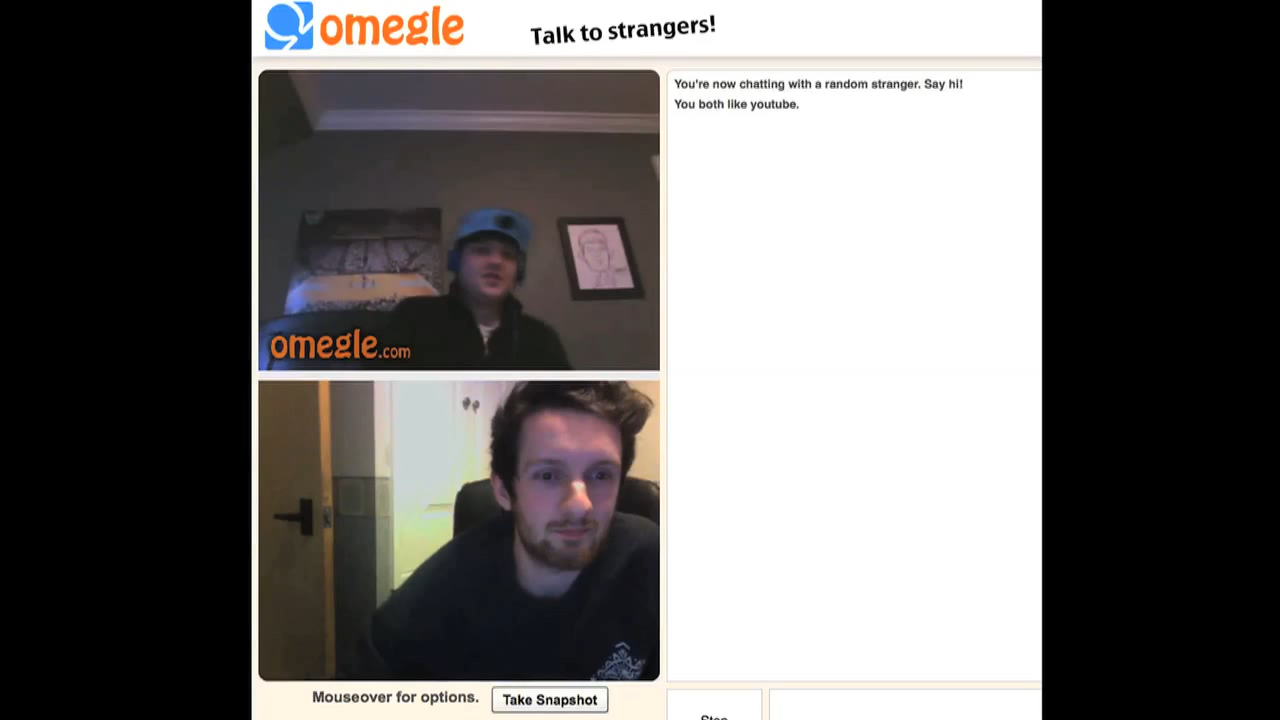 omegle
Talk to strangers!
You're now chatting with a random stranger. Say hi!
You both like youtube.
omegle.com
Mouseover for options.
Take Snapshot
Stop